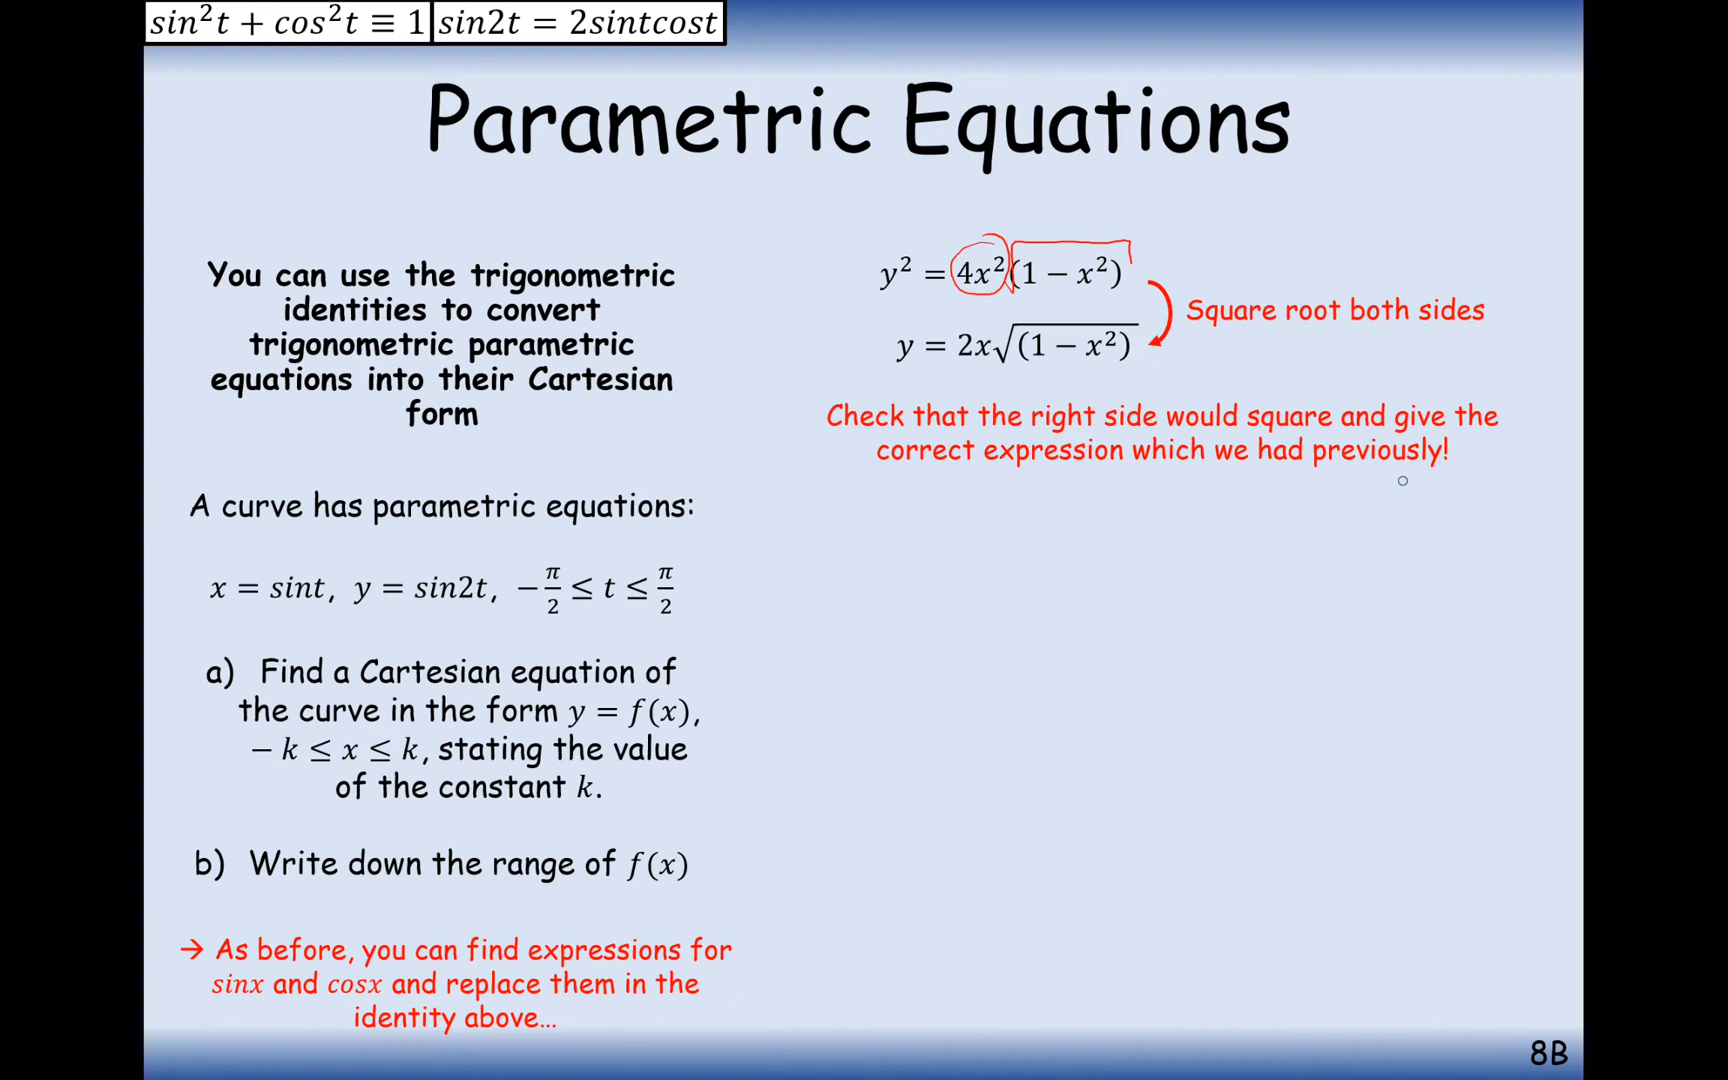 sin²t + cos²t ≡ 1
sin2t = 2sintcost
Parametric Equations
You can use the trigonometric
identities to convert
trigonometric parametric
equations into their Cartesian
form
A curve has parametric equations:
x = sint, y = sin2t, −π/2 ≤ t ≤ π/2
a) Find a Cartesian equation of
the curve in the form y = f(x),
− k ≤ x ≤ k, stating the value
of the constant k.
b) Write down the range of f(x)
→ As before, you can find expressions for
sinx and cosx and replace them in the
identity above...
y² = 4x²(1 − x²)
Square root both sides
y = 2x√(1 − x²)
Check that the right side would square and give the
correct expression which we had previously!
8B